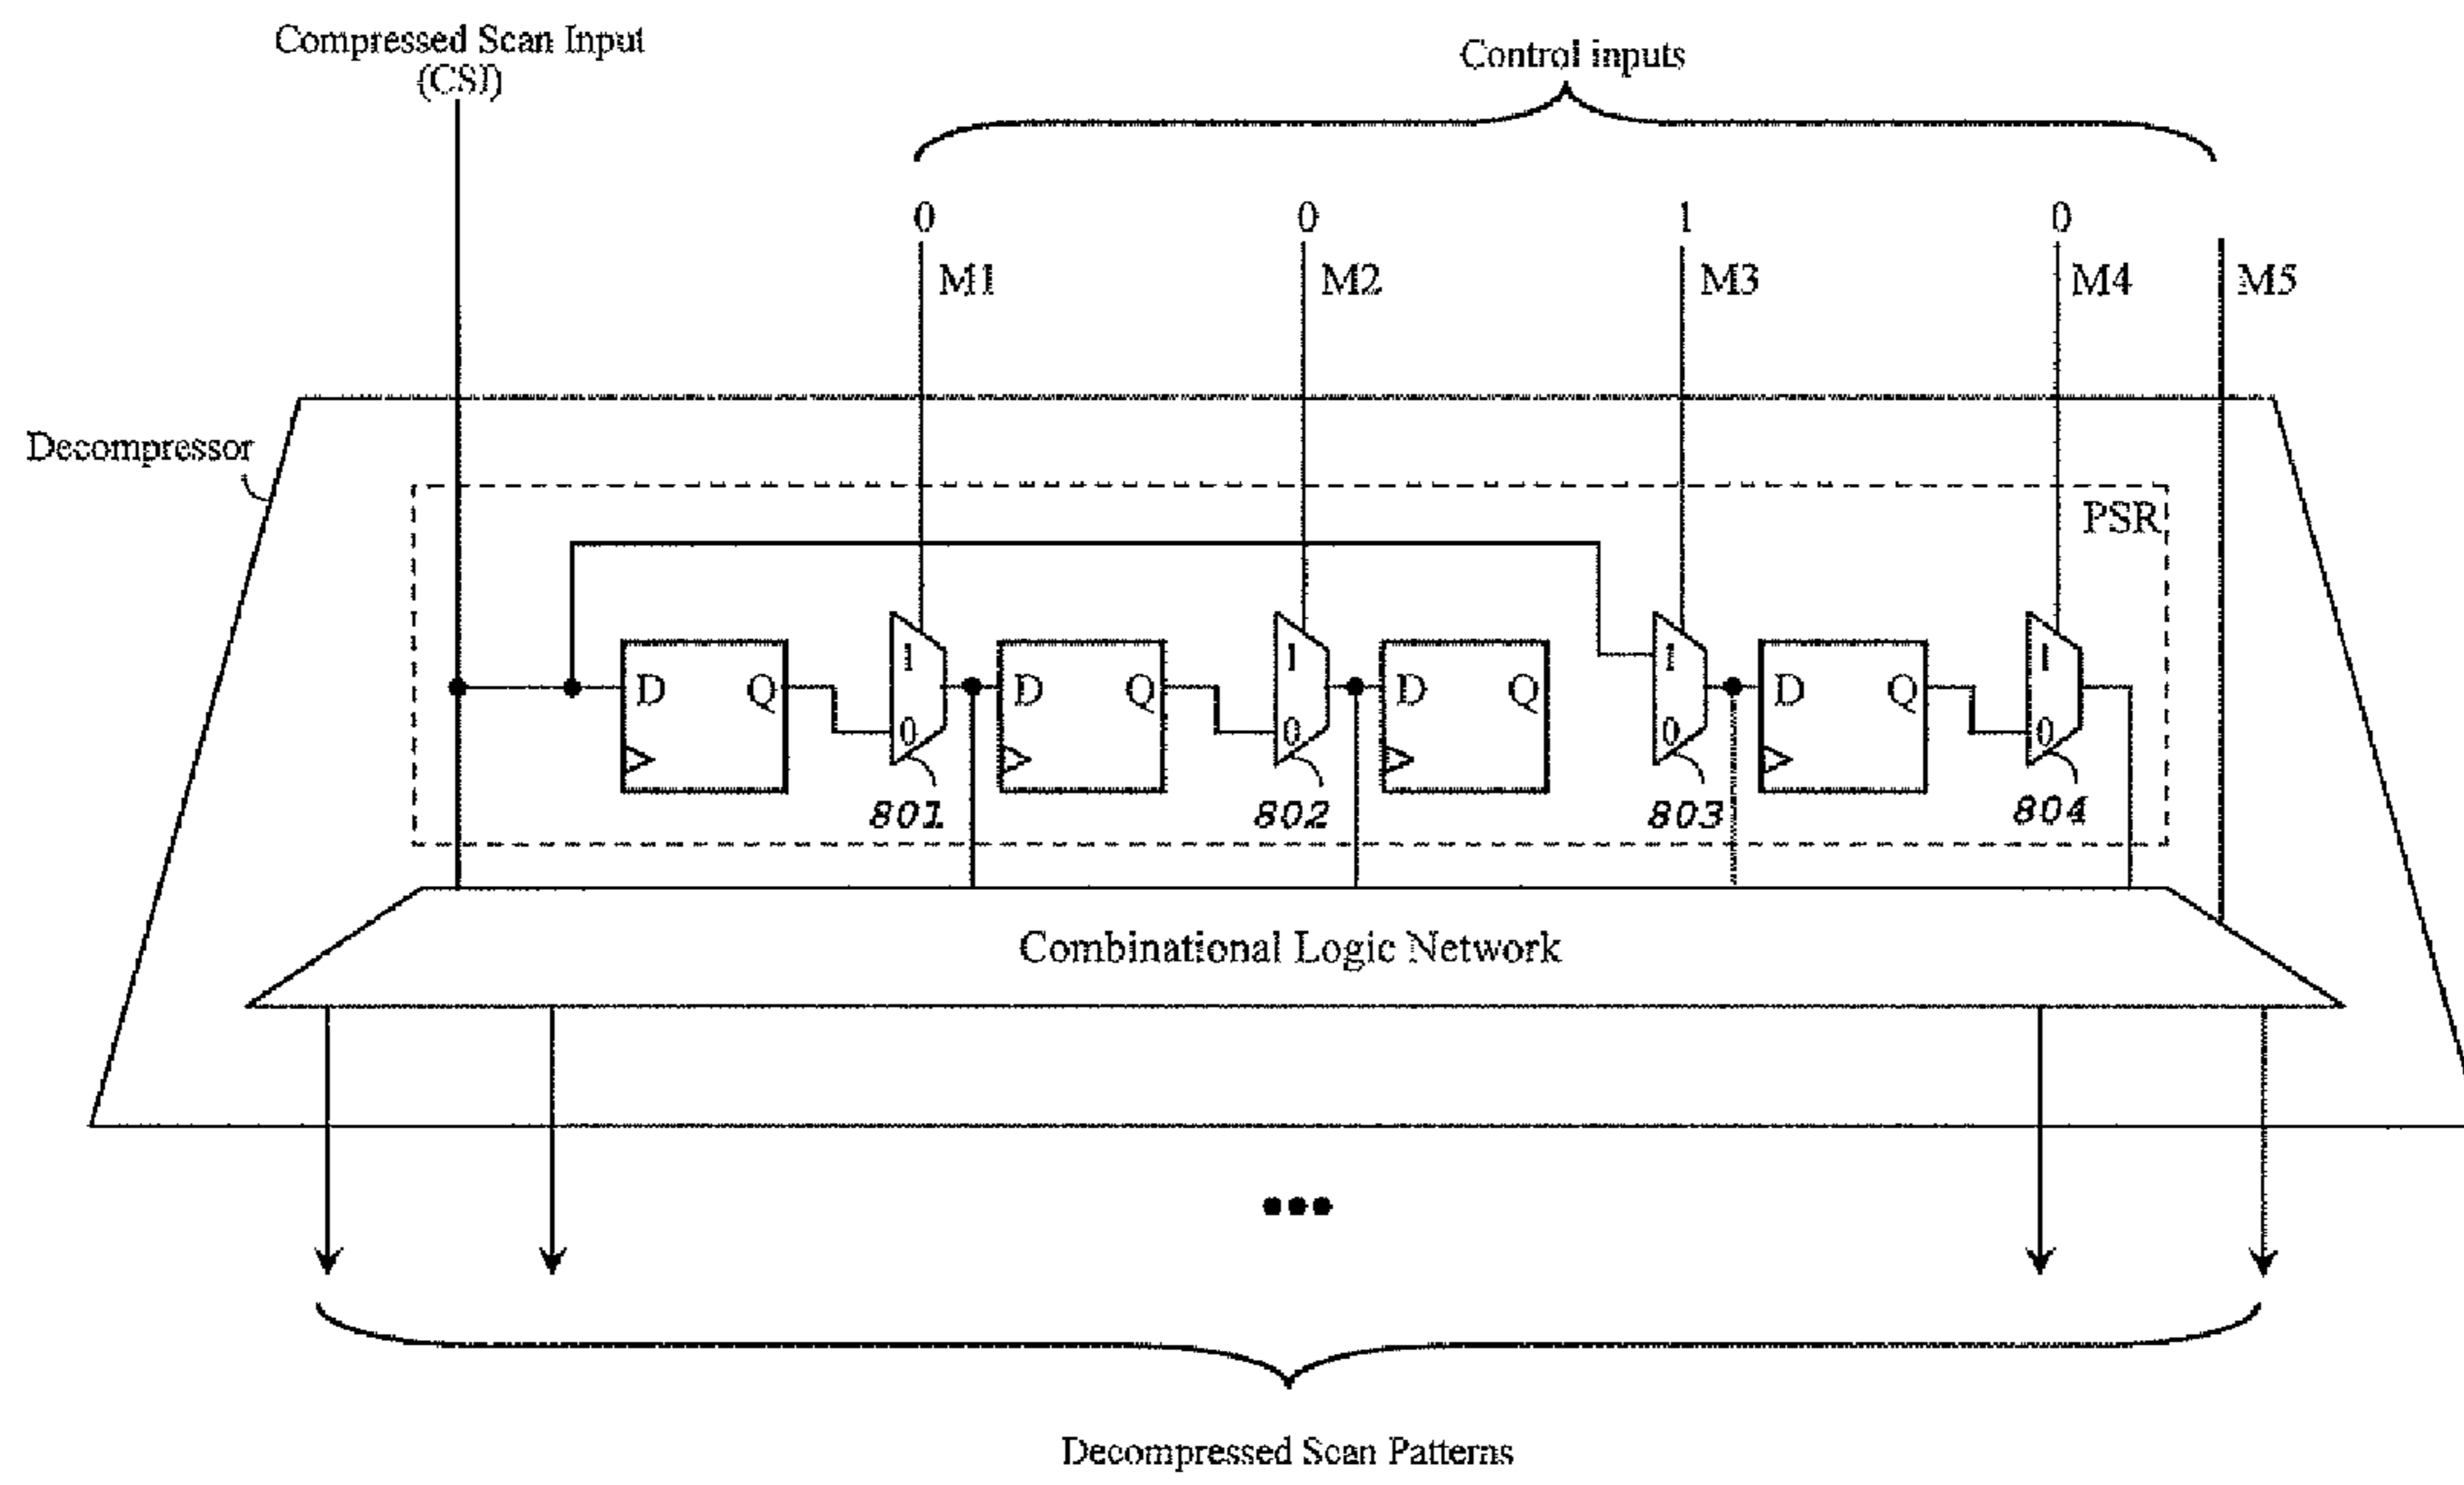 Compressed Scan Input
(CSI)
Control inputs
0 0 1 0
M1 M2 M3 M4 M5
Decompressor
PSR
1 1 1 1
D Q D Q D Q D Q
0 0 0 0
801 802 803 804
Combinational Logic Network
Decompressed Scan Patterns